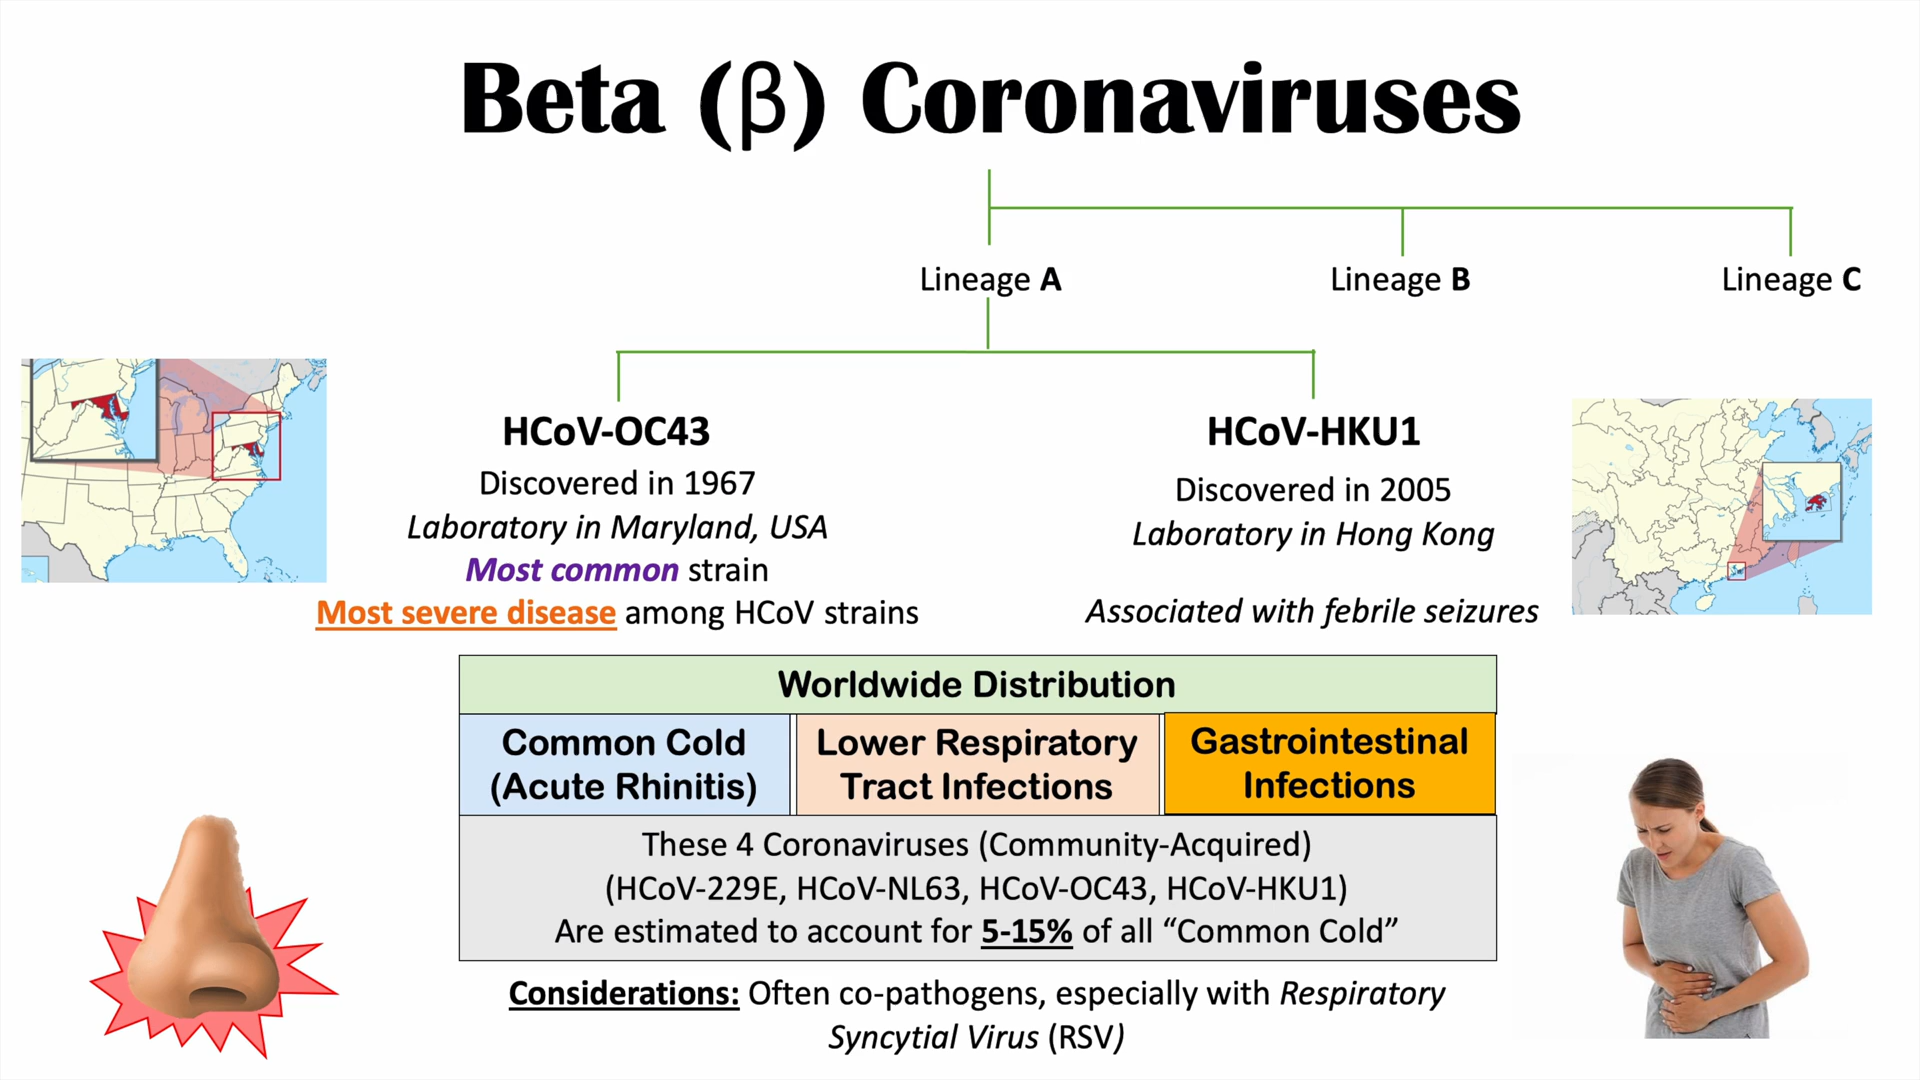 Beta (β) Coronaviruses
Lineage A
Lineage B
Lineage C
HCoV-OC43
Discovered in 1967
Laboratory in Maryland, USA
Most common strain
Most severe disease among HCoV strains
HCoV-HKU1
Discovered in 2005
Laboratory in Hong Kong
Associated with febrile seizures
Worldwide Distribution
Common Cold
(Acute Rhinitis)
Lower Respiratory
Tract Infections
Gastrointestinal
Infections
These 4 Coronaviruses (Community-Acquired)
(HCoV-229E, HCoV-NL63, HCoV-OC43, HCoV-HKU1)
Are estimated to account for 5-15% of all “Common Cold”
Considerations: Often co-pathogens, especially with Respiratory
Syncytial Virus (RSV)